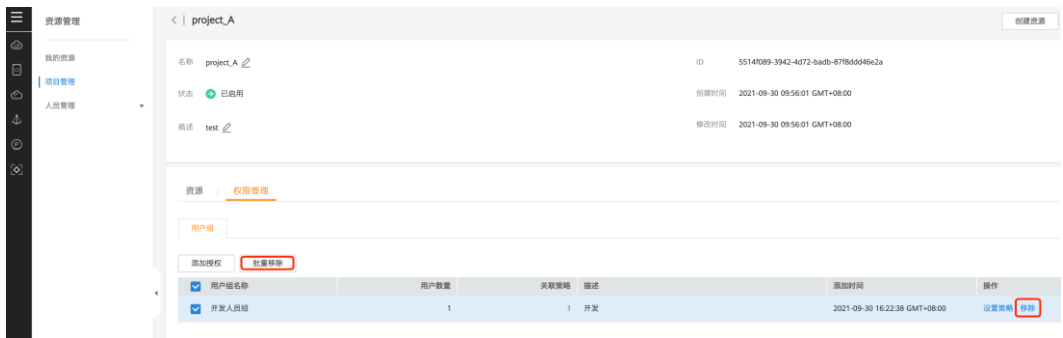 资源管理
我的资源
项目管理
人员管理
project_A
创建资源
名称 project_A
ID 5514f089-3942-4d72-badb-87f8ddd46e2a
状态 已启用
创建时间 2021-09-30 09:56:01 GMT+08:00
描述 test
修改时间 2021-09-30 09:56:01 GMT+08:00
资源 权限管理
用户组
添加授权 批量移除
用户组名称 用户数量 关联策略 描述 添加时间 操作
开发人员组 1 1 开发 2021-09-30 16:22:38 GMT+08:00 设置策略 移除